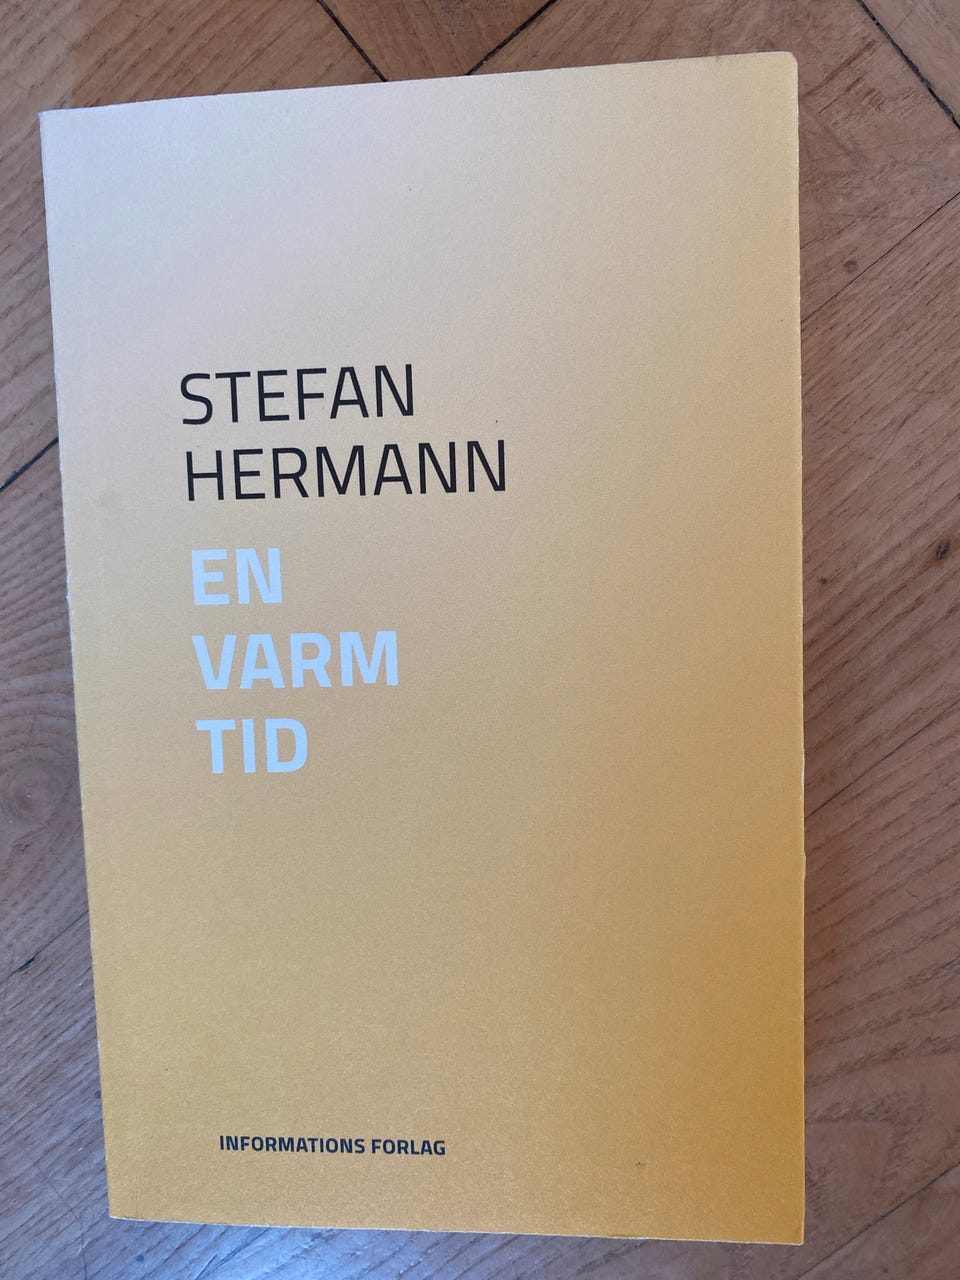 STEFAN
HERMANN
EN
VARM
TID
INFORMATIONS FORLAG